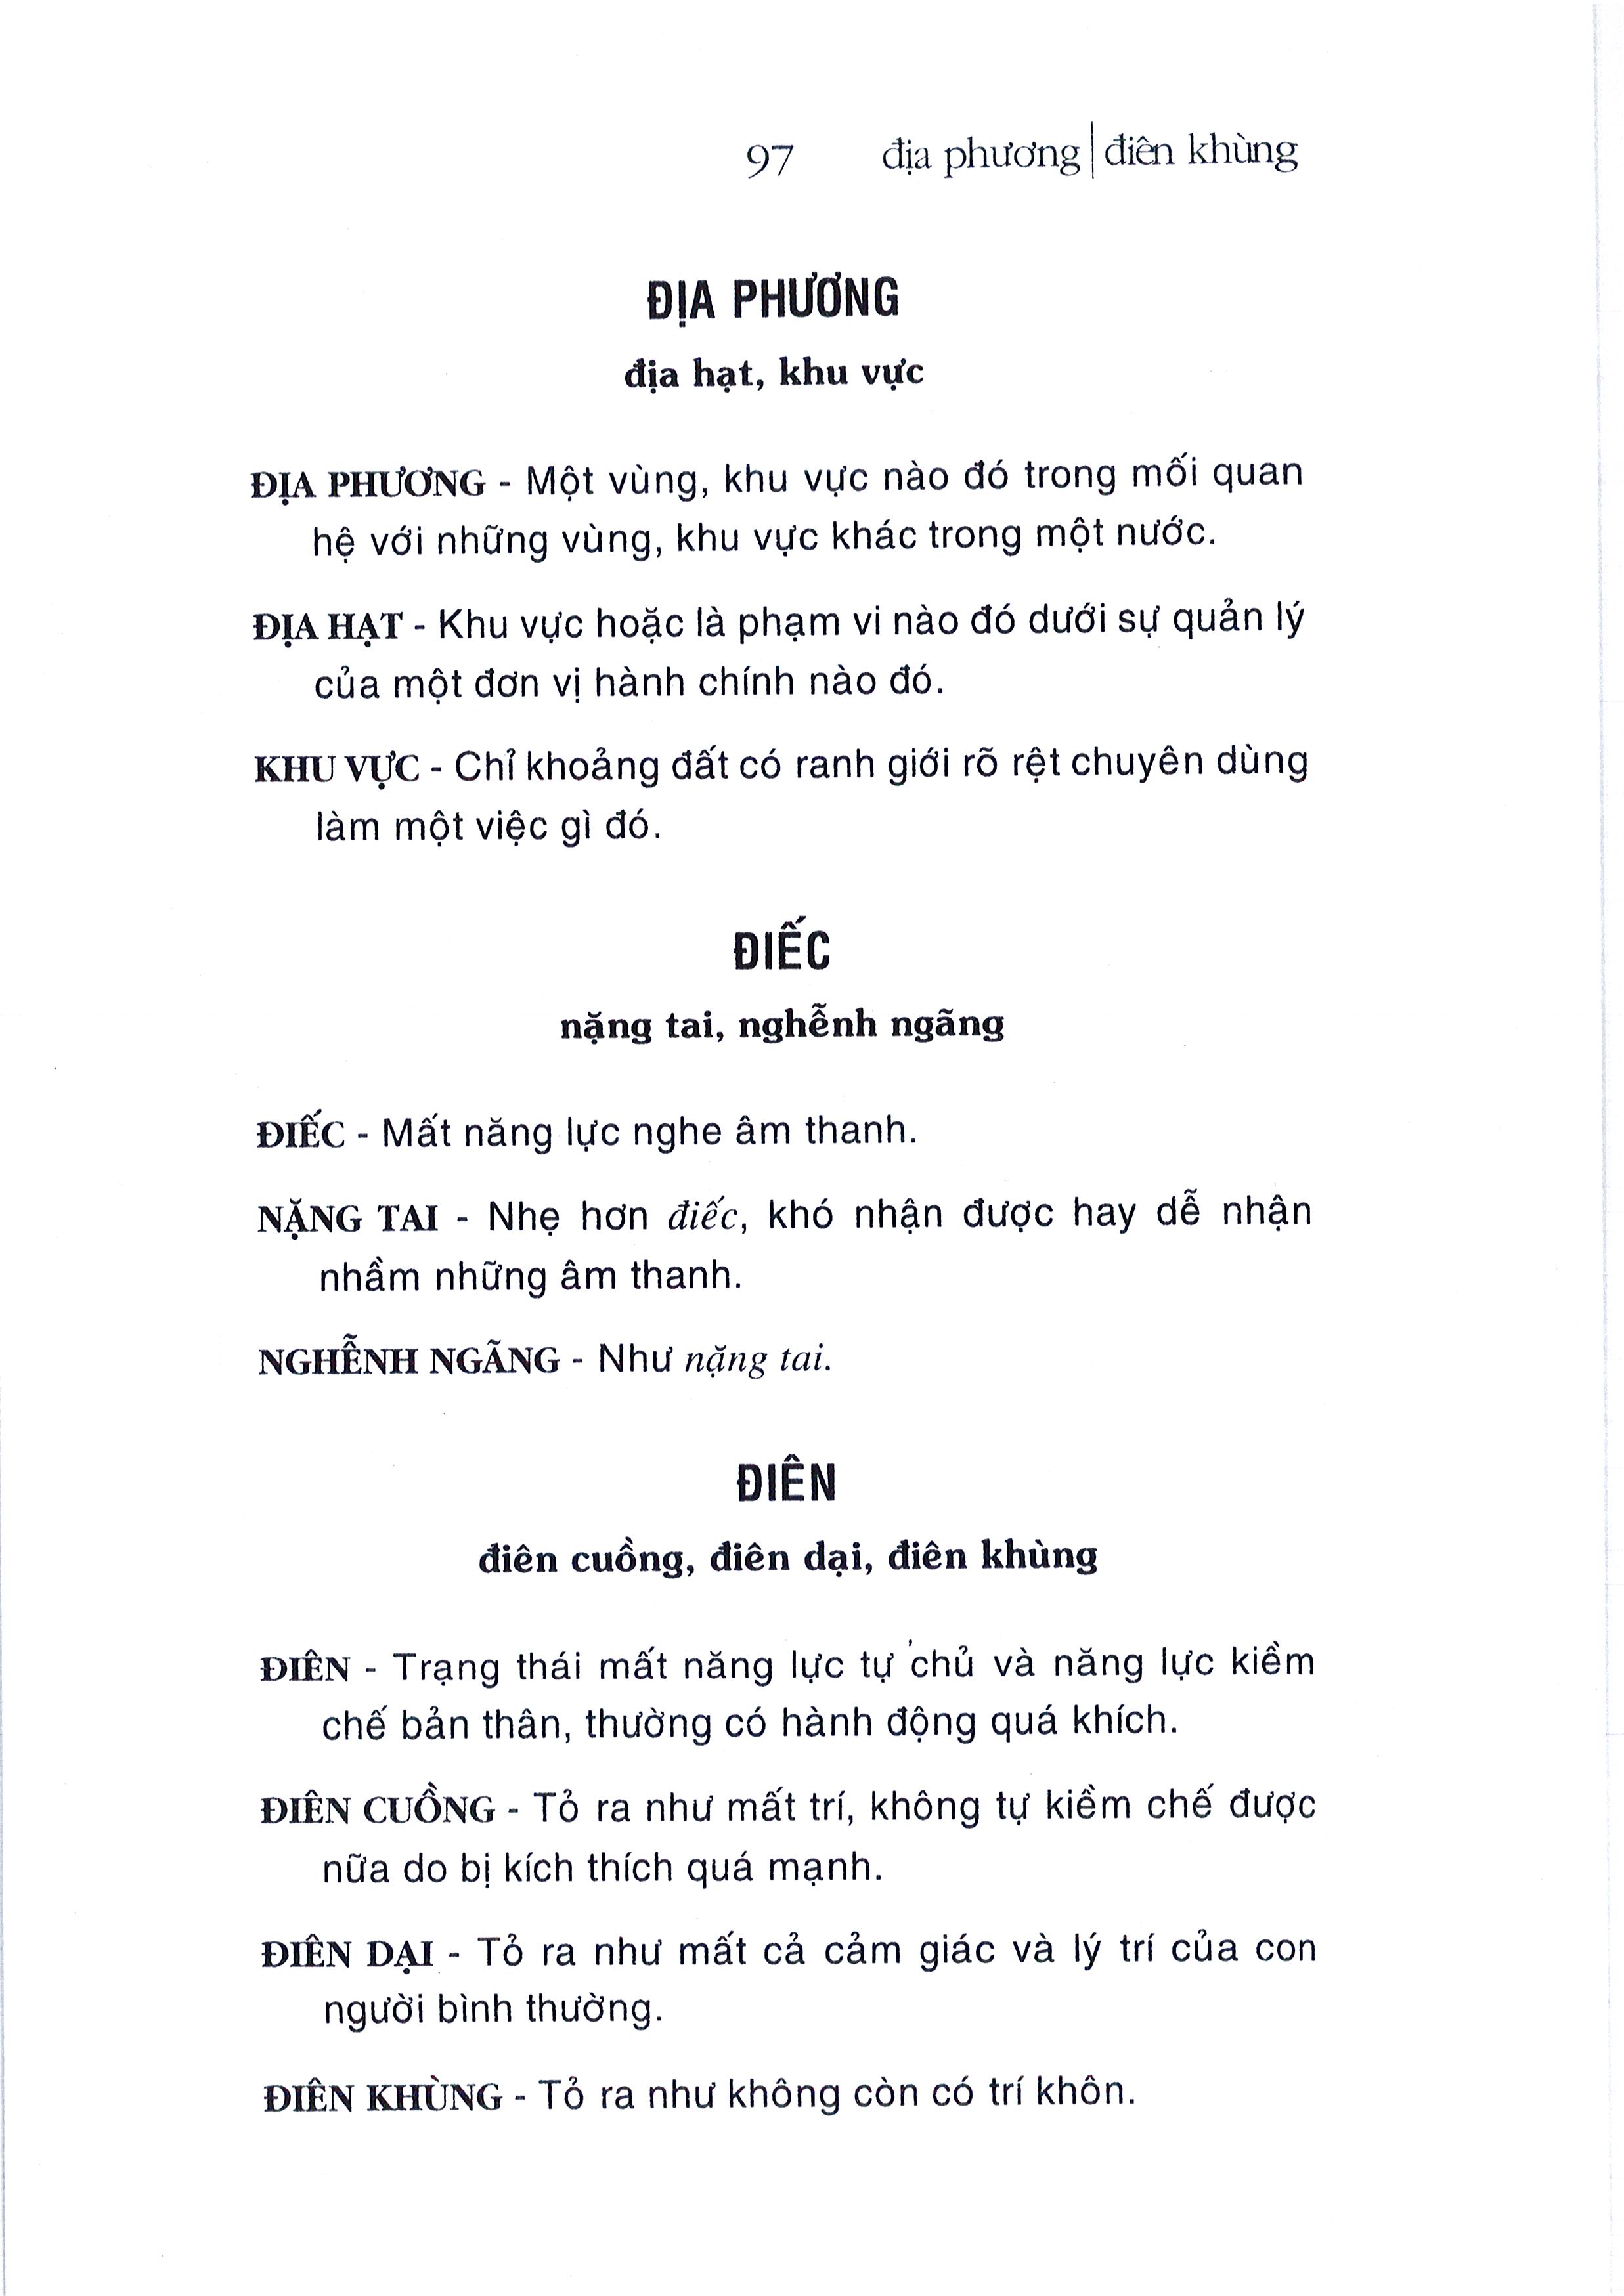 97 địa phương | điên khùng
ĐỊA PHƯƠNG
địa hạt, khu vực
ĐỊA PHƯƠNG - Một vùng, khu vực nào đó trong mối quan
hệ với những vùng, khu vực khác trong một nước.
ĐỊA HẠT - Khu vực hoặc là phạm vi nào đó dưới sự quản lý
của một đơn vị hành chính nào đó.
KHU VỰC - Chỉ khoảng đất có ranh giới rõ rệt chuyên dùng
làm một việc gì đó.
ĐIẾC
nặng tai, nghễnh ngãng
ĐIẾC - Mất năng lực nghe âm thanh.
NẶNG TAI - Nhẹ hơn điếc, khó nhận được hay dễ nhận
nhầm những âm thanh.
NGHỄNH NGÃNG - Như nặng tai.
ĐIÊN
điên cuồng, điên dại, điên khùng
ĐIÊN - Trạng thái mất năng lực tự chủ và năng lực kiềm
chế bản thân, thường có hành động quá khích.
ĐIÊN CUỒNG - Tỏ ra như mất trí, không tự kiềm chế được
nữa do bị kích thích quá mạnh.
ĐIÊN DẠI - Tỏ ra như mất cả cảm giác và lý trí của con
người bình thường.
ĐIÊN KHÙNG - Tỏ ra như không còn có trí khôn.